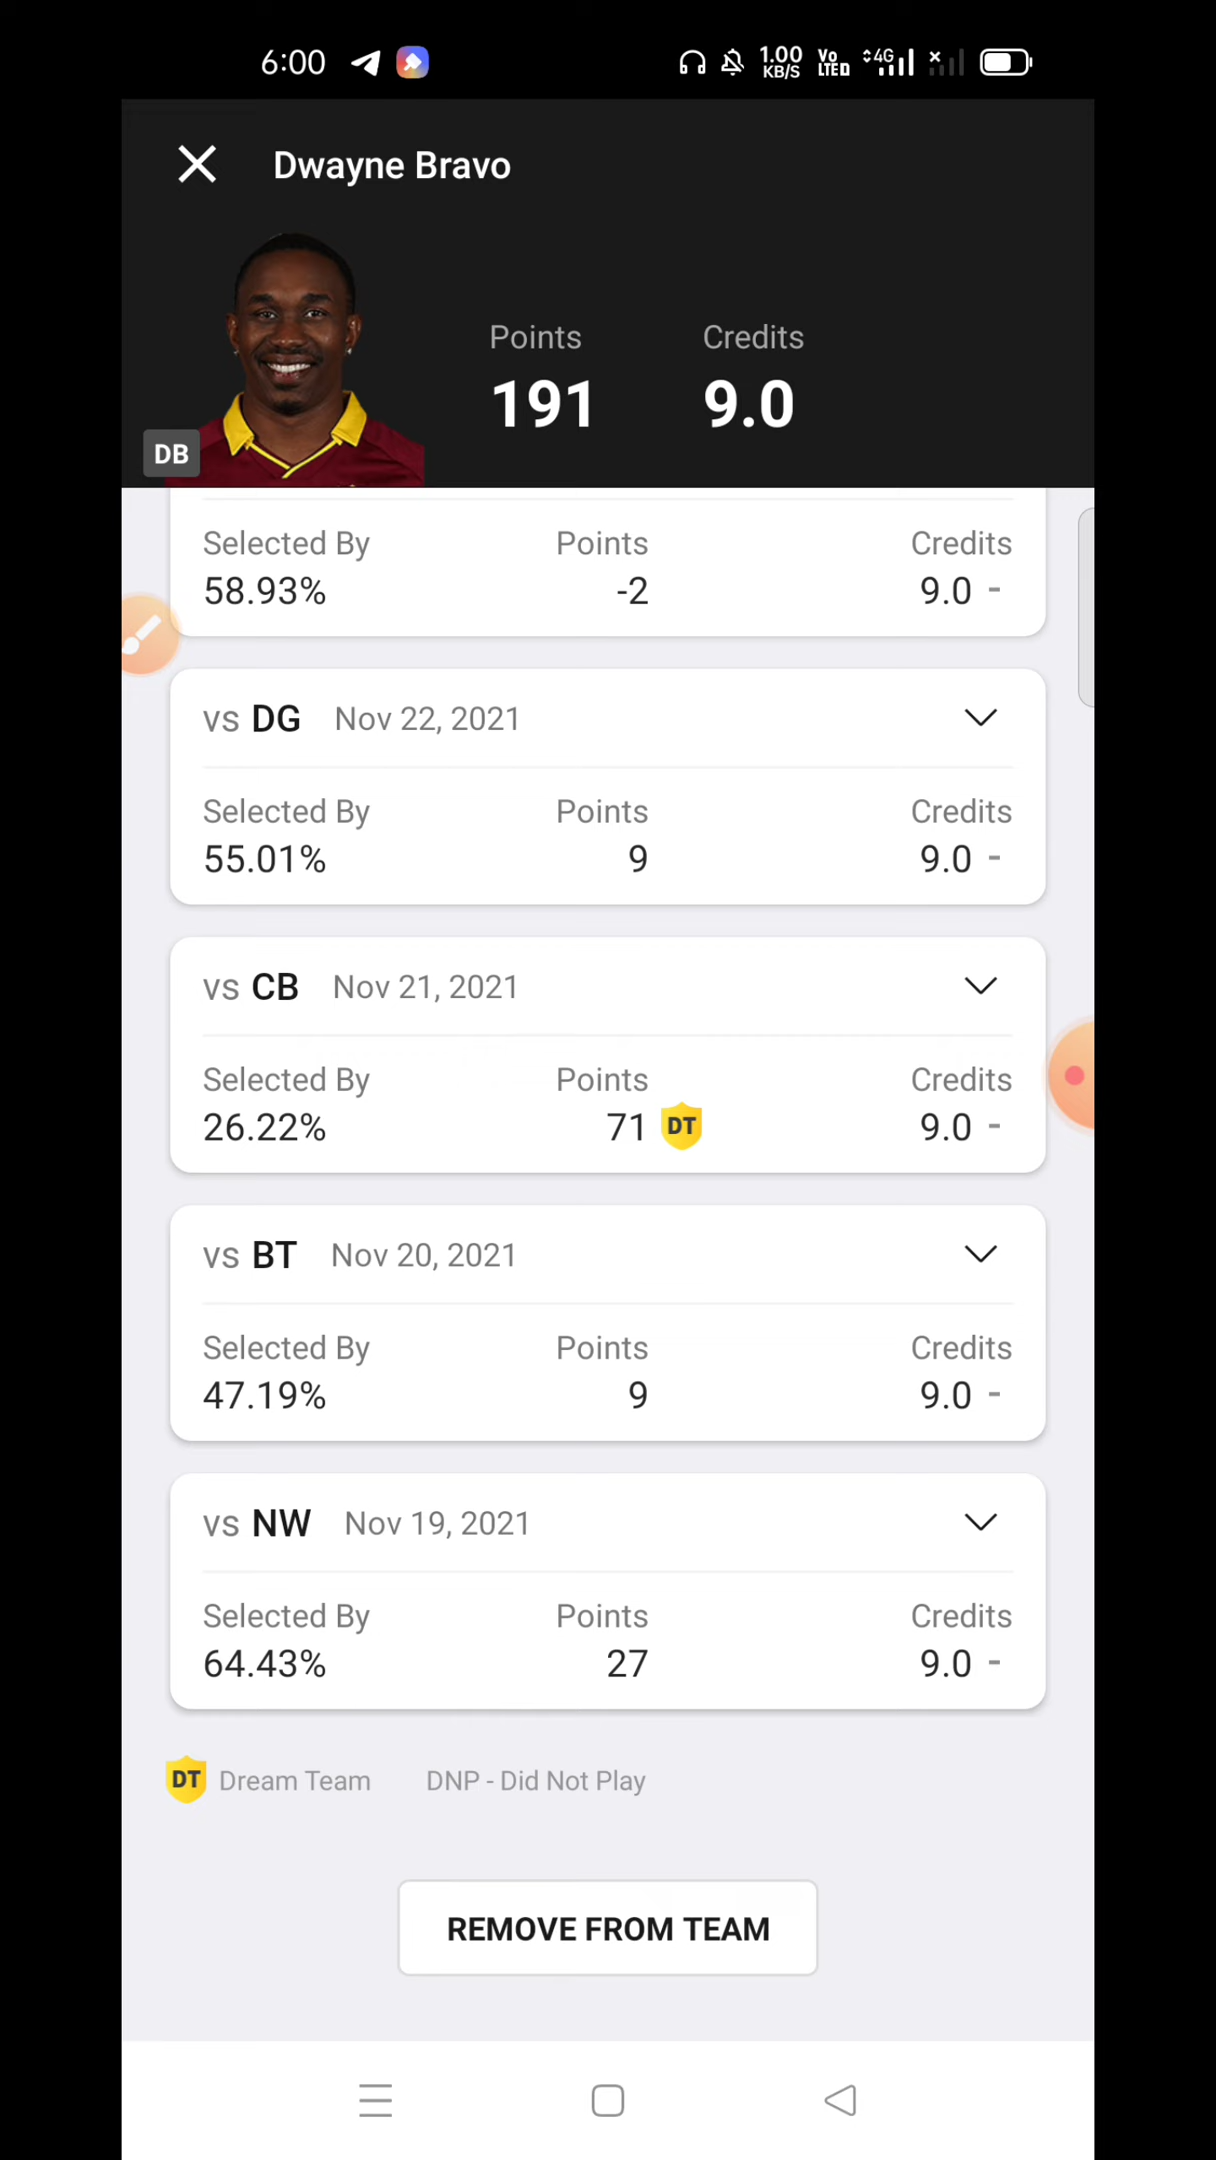 6:00 1.00 KB/S Vo LTED 4G
Dwayne Bravo
Points Credits
191 9.0
DB
Selected By Points Credits
58.93% -2 9.0 -
vs DG Nov 22, 2021
Selected By Points Credits
55.01% 9 9.0 -
vs CB Nov 21, 2021
Selected By Points Credits
26.22% 71 DT 9.0 -
vs BT Nov 20, 2021
Selected By Points Credits
47.19% 9 9.0 -
vs NW Nov 19, 2021
Selected By Points Credits
64.43% 27 9.0 -
DT Dream Team DNP - Did Not Play
REMOVE FROM TEAM